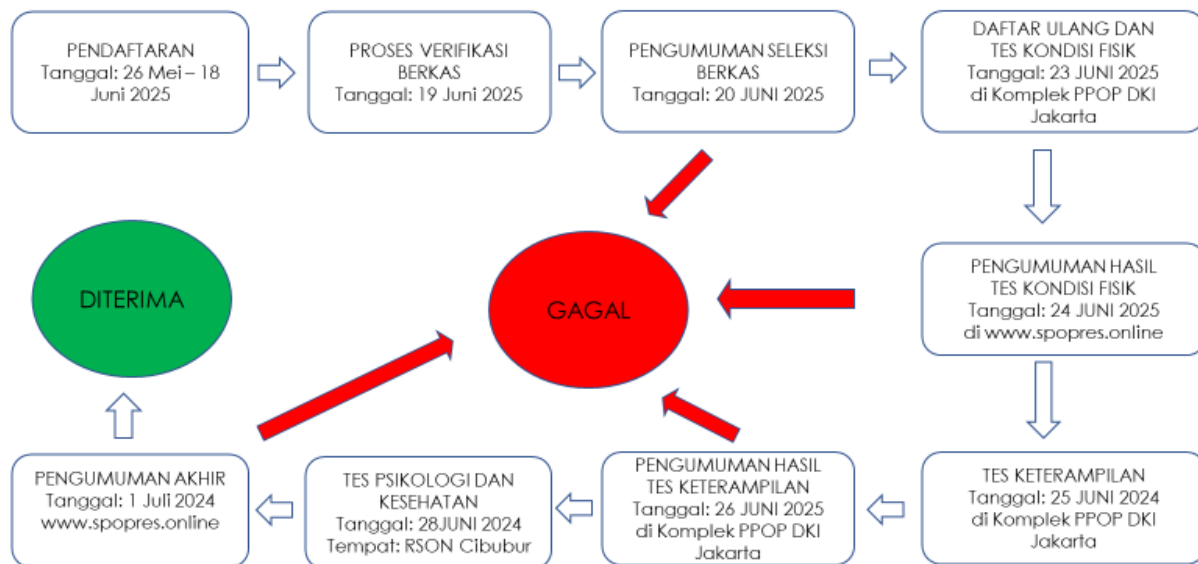 PENDAFTARAN
Tanggal: 26 Mei – 18
Juni 2025
PROSES VERIFIKASI
BERKAS
Tanggal: 19 Juni 2025
PENGUMUMAN SELEKSI
BERKAS
Tanggal: 20 JUNI 2025
DAFTAR ULANG DAN
TES KONDISI FISIK
Tanggal: 23 JUNI 2025
di Komplek PPOP DKI
Jakarta
DITERIMA
GAGAL
PENGUMUMAN HASIL
TES KONDISI FISIK
Tanggal: 24 JUNI 2025
di www.spopres.online
PENGUMUMAN AKHIR
Tanggal: 1 Juli 2024
www.spopres.online
TES PSIKOLOGI DAN
KESEHATAN
Tanggal: 28JUNI 2024
Tempat: RSON Cibubur
PENGUMUMAN HASIL
TES KETERAMPILAN
Tanggal: 26 JUNI 2025
di Komplek PPOP DKI
Jakarta
TES KETERAMPILAN
Tanggal: 25 JUNI 2024
di Komplek PPOP DKI
Jakarta